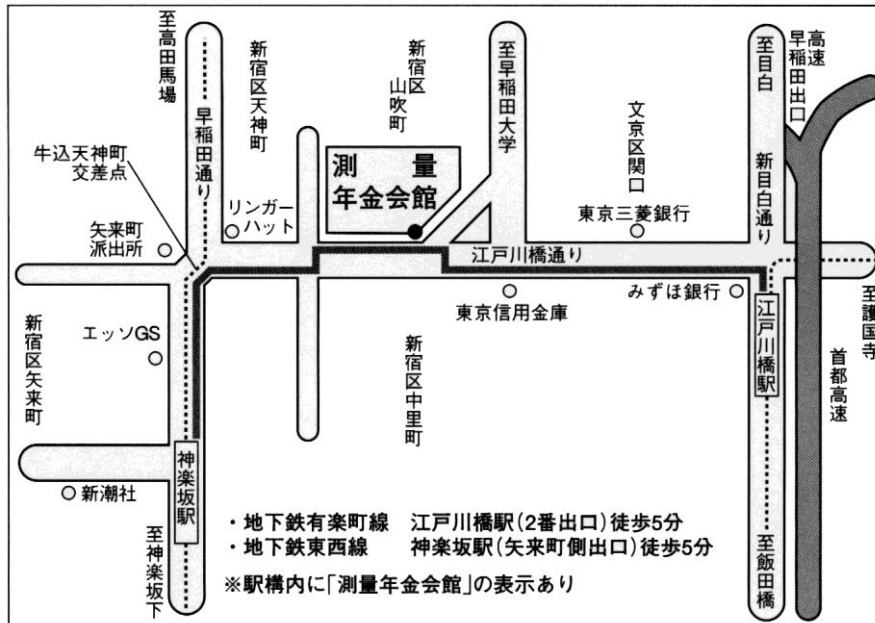 至高田馬場
早稲田通り
新宿区天神町
新宿区
山吹町
至早稲田大学
文京区関口
至目白
新目白通り
高速
早稲田出口
牛込天神町
交差点
測量
年金会館
リンガー
ハット
矢来町
派出所
東京三菱銀行
江戸川橋通り
東京信用金庫
みずほ銀行
江戸川橋駅
至護国寺
首都高速
新宿区矢来町
エッソGS
新宿区中里町
神楽坂駅
新潮社
至神楽坂下
至飯田橋
・地下鉄有楽町線 江戸川橋駅(2番出口)徒歩5分
・地下鉄東西線 神楽坂駅(矢来町側出口)徒歩5分
※駅構内に「測量年金会館」の表示あり